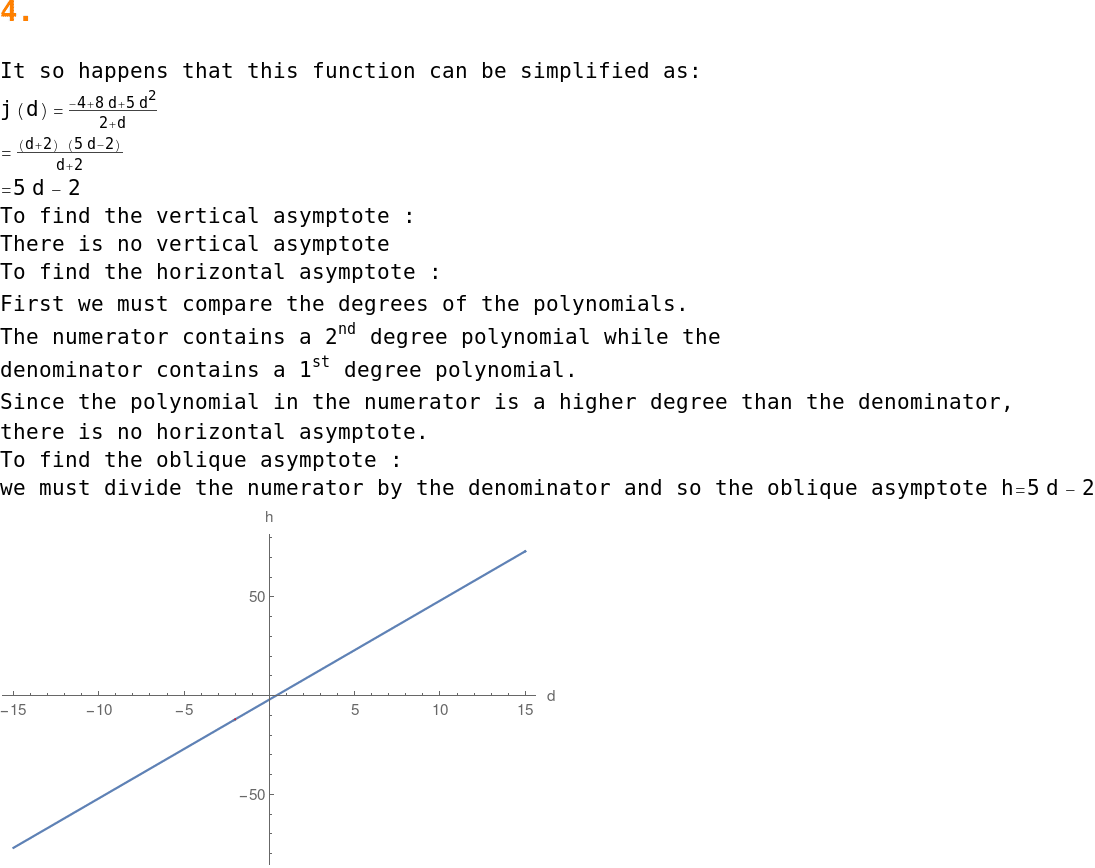 4.
It so happens that this function can be simplified as:
j(d)=\frac{-4+8 d+5 d^2}{2+d}
=\frac{(d+2) (5 d-2)}{d+2}
=5 d - 2
To find the vertical asymptote :
There is no vertical asymptote
To find the horizontal asymptote :
First we must compare the degrees of the polynomials.
The numerator contains a 2^nd degree polynomial while the
denominator contains a 1^st degree polynomial.
Since the polynomial in the numerator is a higher degree than the denominator,
there is no horizontal asymptote.
To find the oblique asymptote :
we must divide the numerator by the denominator and so the oblique asymptote h=5 d - 2
h
50
d
-15 -10 -5 5 10 15
-50